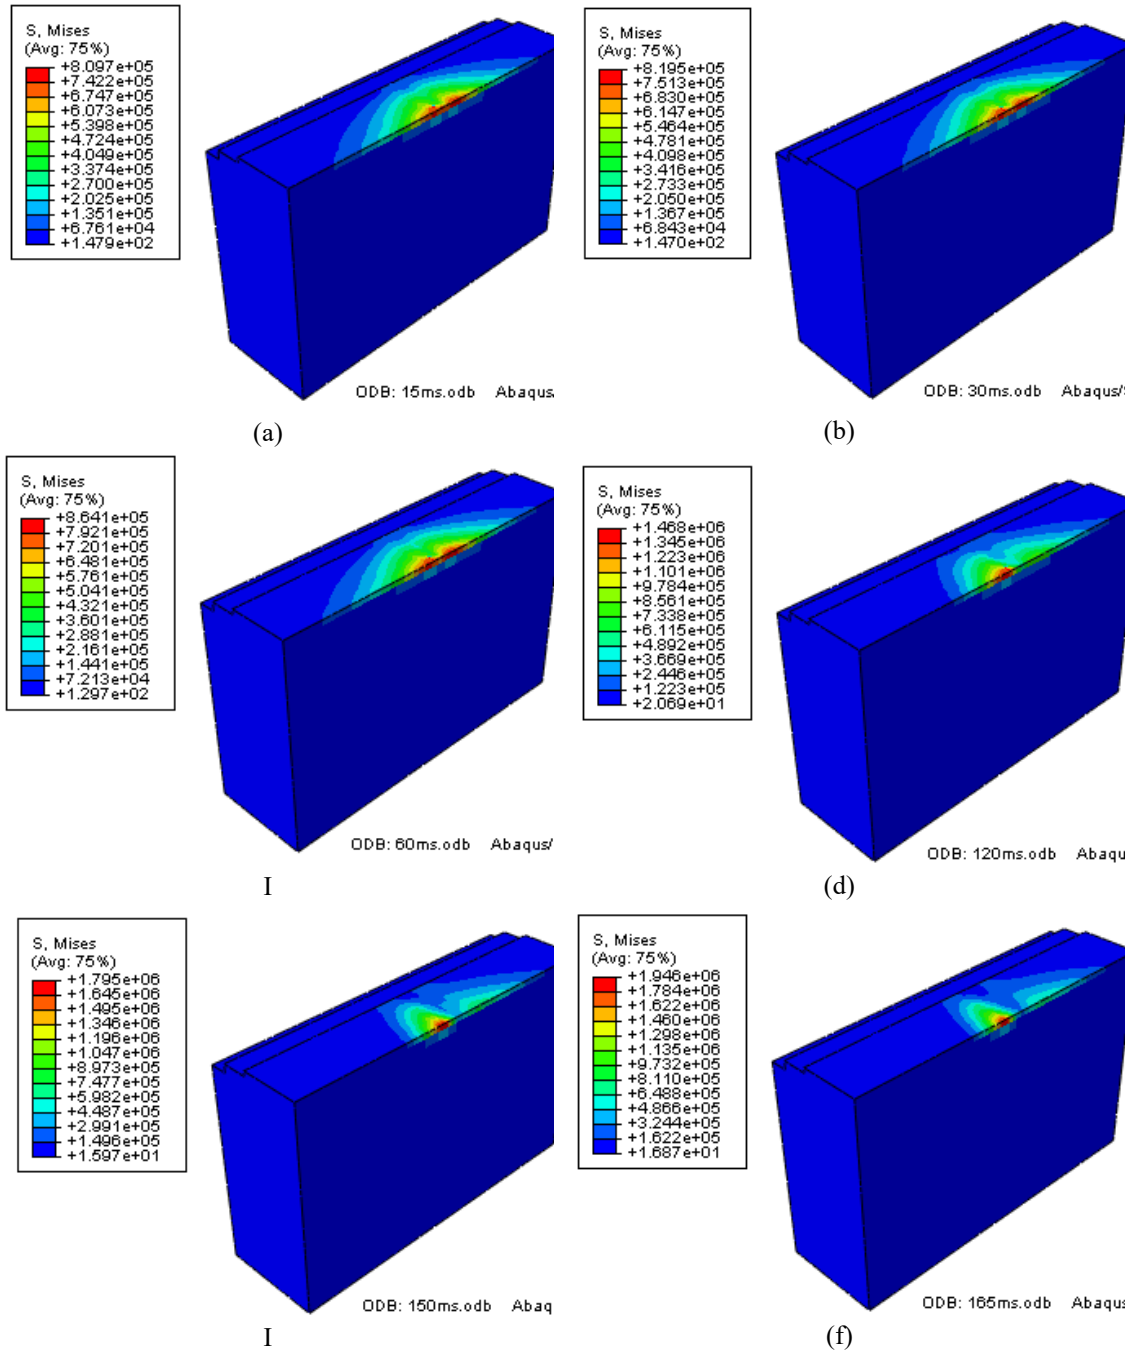 S, Mises
(Avg: 75%)
+8.097e+05
+7.422e+05
+6.747e+05
+6.073e+05
+5.398e+05
+4.724e+05
+4.049e+05
+3.374e+05
+2.700e+05
+2.025e+05
+1.351e+05
+6.761e+04
+1.479e+02
ODB: 15ms.odb Abaqus
(a)
S, Mises
(Avg: 75%)
+8.195e+05
+7.513e+05
+6.830e+05
+6.147e+05
+5.464e+05
+4.781e+05
+4.098e+05
+3.416e+05
+2.733e+05
+2.050e+05
+1.367e+05
+6.843e+04
+1.470e+02
ODB: 30ms.odb Abaqus/
(b)
S, Mises
(Avg: 75%)
+8.641e+05
+7.921e+05
+7.201e+05
+6.481e+05
+5.761e+05
+5.041e+05
+4.321e+05
+3.601e+05
+2.881e+05
+2.161e+05
+1.441e+05
+7.213e+04
+1.297e+02
ODB: 60ms.odb Abaqus/
I
S, Mises
(Avg: 75%)
+1.468e+06
+1.345e+06
+1.223e+06
+1.101e+06
+9.784e+05
+8.561e+05
+7.338e+05
+6.115e+05
+4.892e+05
+3.669e+05
+2.446e+05
+1.223e+05
+2.069e+01
ODB: 120ms.odb Abaqu
(d)
S, Mises
(Avg: 75%)
+1.795e+06
+1.645e+06
+1.495e+06
+1.346e+06
+1.196e+06
+1.047e+06
+8.973e+05
+7.477e+05
+5.982e+05
+4.487e+05
+2.991e+05
+1.496e+05
+1.597e+01
ODB: 150ms.odb Abaq
I
S, Mises
(Avg: 75%)
+1.946e+06
+1.784e+06
+1.622e+06
+1.460e+06
+1.298e+06
+1.135e+06
+9.732e+05
+8.110e+05
+6.488e+05
+4.866e+05
+3.244e+05
+1.622e+05
+1.687e+01
ODB: 165ms.odb Abaqu
(f)